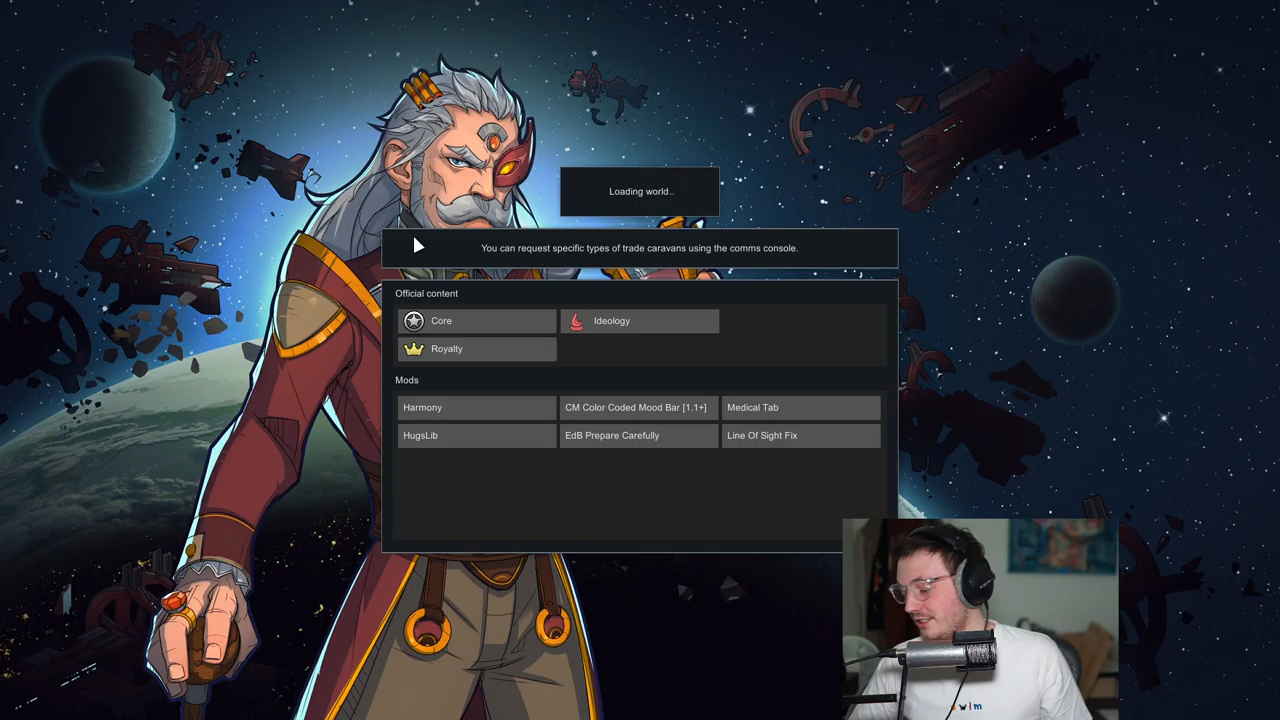 Loading world..
You can request specific types of trade caravans using the comms console.
Official content
Core
Ideology
Royalty
Mods
Harmony
CM Color Coded Mood Bar [1.1+]
Medical Tab
HugsLib
EdB Prepare Carefully
Line Of Sight Fix
swim